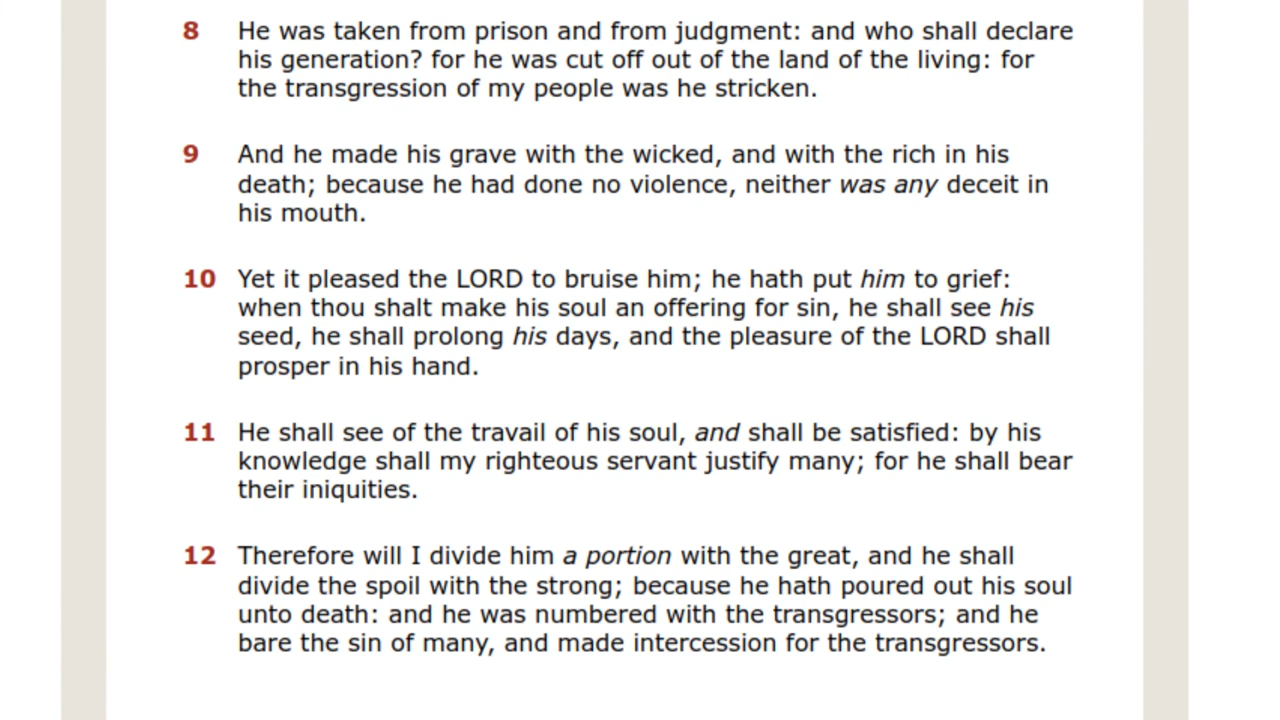 8 He was taken from prison and from judgment: and who shall declare
his generation? for he was cut off out of the land of the living: for
the transgression of my people was he stricken.
9 And he made his grave with the wicked, and with the rich in his
death; because he had done no violence, neither was any deceit in
his mouth.
10 Yet it pleased the LORD to bruise him; he hath put him to grief:
when thou shalt make his soul an offering for sin, he shall see his
seed, he shall prolong his days, and the pleasure of the LORD shall
prosper in his hand.
11 He shall see of the travail of his soul, and shall be satisfied: by his
knowledge shall my righteous servant justify many; for he shall bear
their iniquities.
12 Therefore will I divide him a portion with the great, and he shall
divide the spoil with the strong; because he hath poured out his soul
unto death: and he was numbered with the transgressors; and he
bare the sin of many, and made intercession for the transgressors.